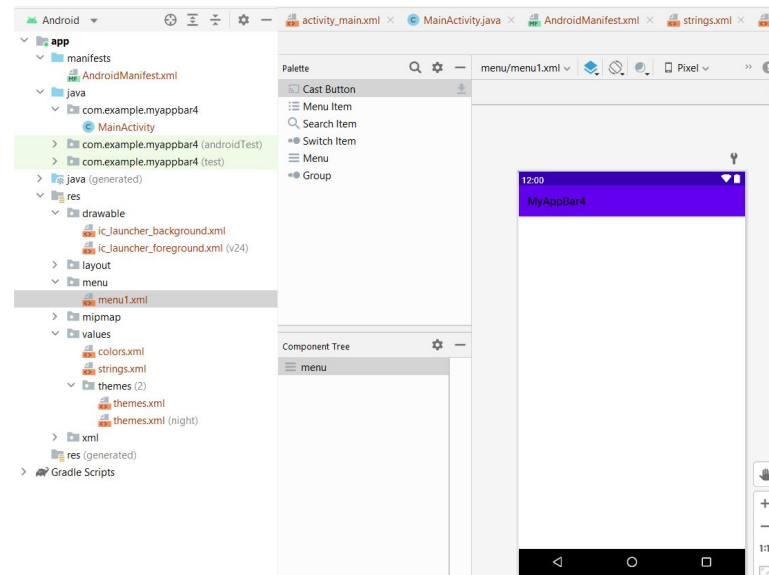 Android
activity_main.xml
MainActivity.java
AndroidManifest.xml
strings.xml
app
manifests
AndroidManifest.xml
java
com.example.myappbar4
MainActivity
com.example.myappbar4 (androidTest)
com.example.myappbar4 (test)
java (generated)
res
drawable
ic_launcher_background.xml
ic_launcher_foreground.xml (v24)
layout
menu
menu1.xml
mipmap
values
colors.xml
strings.xml
themes (2)
themes.xml
themes.xml (night)
xml
res (generated)
Gradle Scripts
Palette
Cast Button
Menu Item
Search Item
Switch Item
Menu
Group
Component Tree
menu
menu/menu1.xml
Pixel
12:00
MyAppBar4
1:1